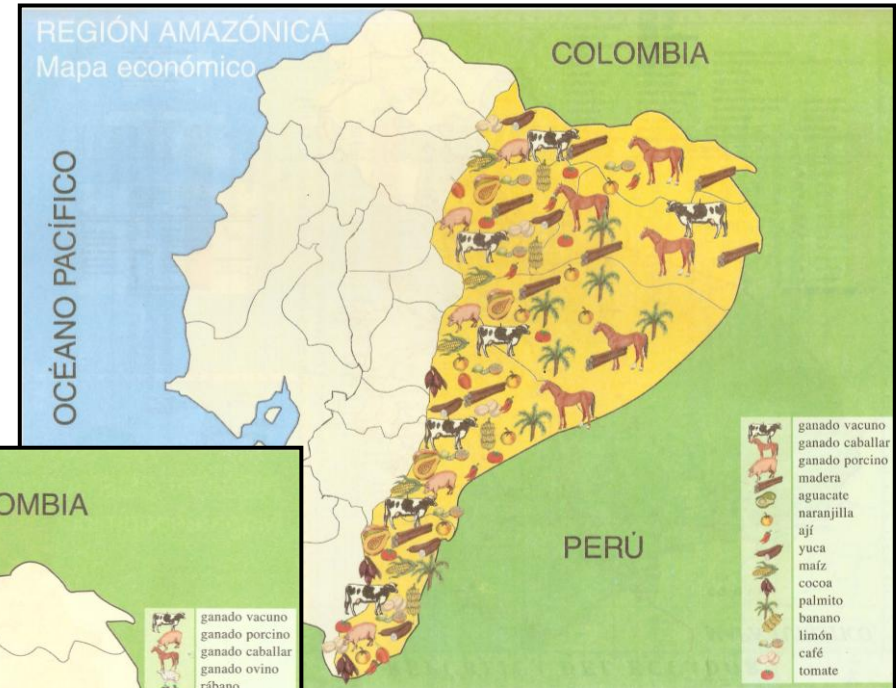 REGIÓN AMAZÓNICA
Mapa económico
COLOMBIA
OCÉANO PACÍFICO
PERÚ
ganado vacuno
ganado caballar
ganado porcino
madera
aguacate
naranjilla
ají
yuca
maíz
cocoa
palmito
banano
limón
café
tomate
OMBIA
ganado vacuno
ganado porcino
ganado caballar
ganado ovino
rábano